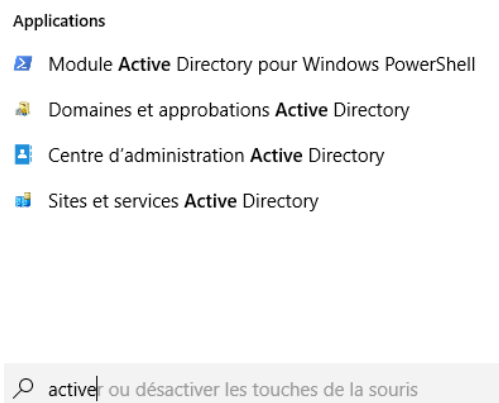 Applications
Module Active Directory pour Windows PowerShell
Domaines et approbations Active Directory
Centre d'administration Active Directory
Sites et services Active Directory
activer ou désactiver les touches de la souris